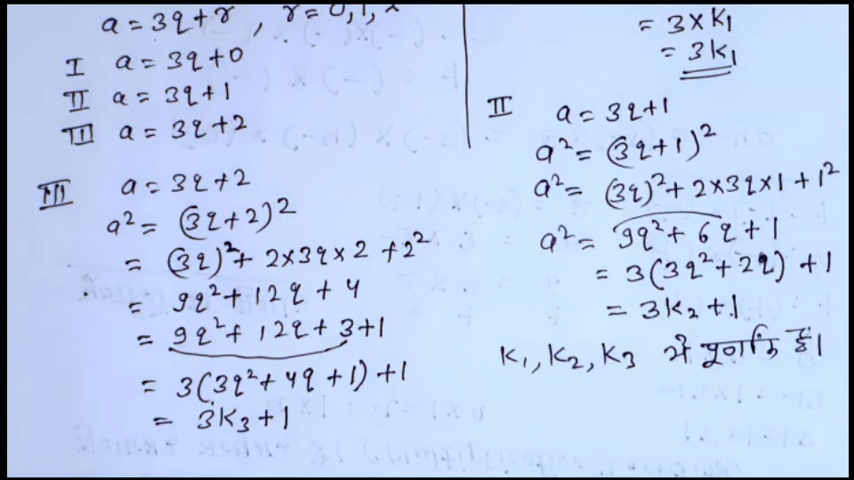 a = 3q + r , r = 0, 1, 2
I a = 3q + 0
II a = 3q + 1
III a = 3q + 2
III a = 3q + 2
a² = (3q + 2)²
= (3q)² + 2×3q×2 + 2²
= 9q² + 12q + 4
= 9q² + 12q + 3 + 1
= 3(3q² + 4q + 1) + 1
= 3k₃ + 1
= 3 × k₁
= 3k₁
II a = 3q + 1
a² = (3q + 1)²
a² = (3q)² + 2×3q×1 + 1²
a² = 9q² + 6q + 1
= 3(3q² + 2q) + 1
= 3k₂ + 1
k₁, k₂, k₃ में पूर्णांक है।